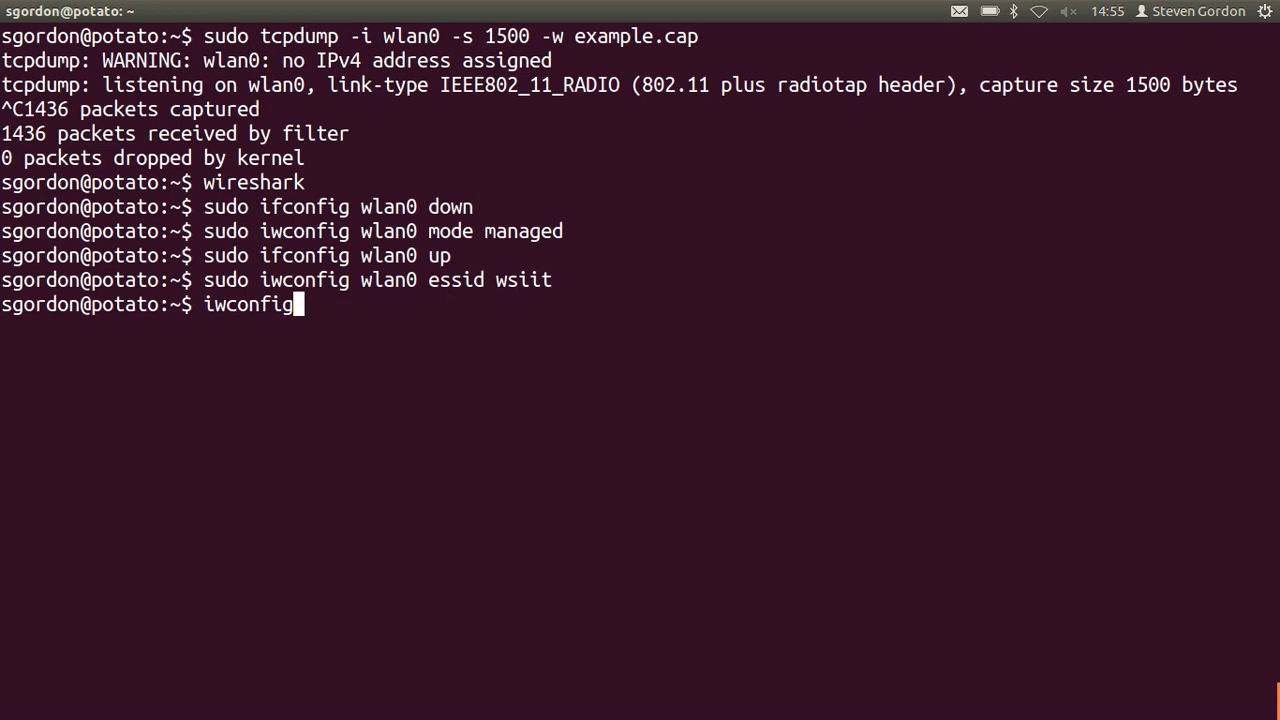 sgordon@potato: ~
14:55 Steven Gordon
sgordon@potato:~$ sudo tcpdump -i wlan0 -s 1500 -w example.cap
tcpdump: WARNING: wlan0: no IPv4 address assigned
tcpdump: listening on wlan0, link-type IEEE802_11_RADIO (802.11 plus radiotap header), capture size 1500 bytes
^C1436 packets captured
1436 packets received by filter
0 packets dropped by kernel
sgordon@potato:~$ wireshark
sgordon@potato:~$ sudo ifconfig wlan0 down
sgordon@potato:~$ sudo iwconfig wlan0 mode managed
sgordon@potato:~$ sudo ifconfig wlan0 up
sgordon@potato:~$ sudo iwconfig wlan0 essid wsiit
sgordon@potato:~$ iwconfig